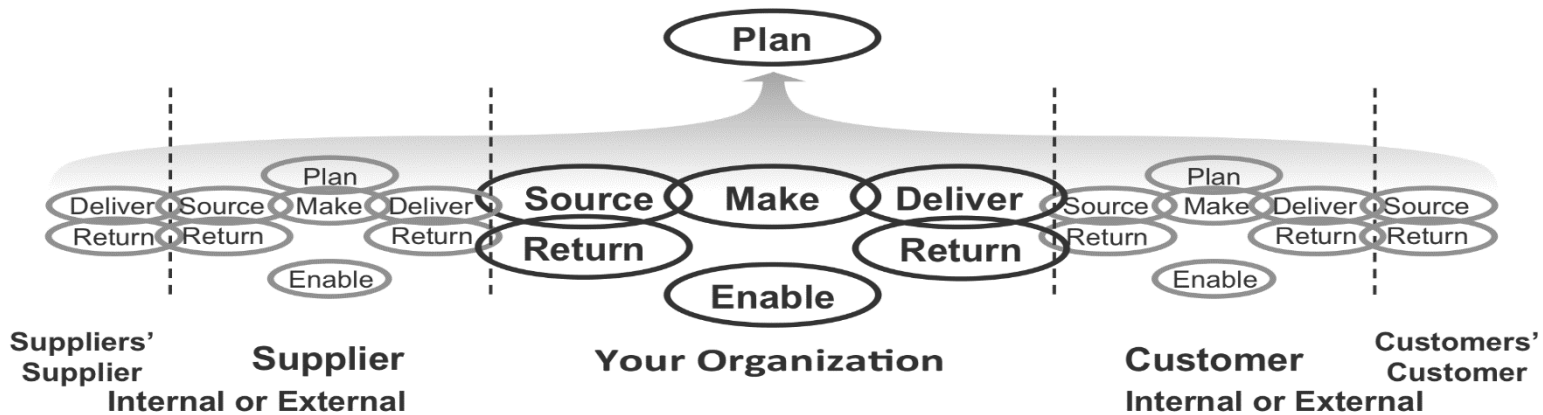 Plan
Plan
Plan
Deliver Source Make Deliver Source Make Deliver Source Make Deliver Source
Return Return Return Return Return Return Return Return
Enable Enable Enable
Suppliers’
Supplier
Supplier
Internal or External
Your Organization
Customer
Internal or External
Customers’
Customer